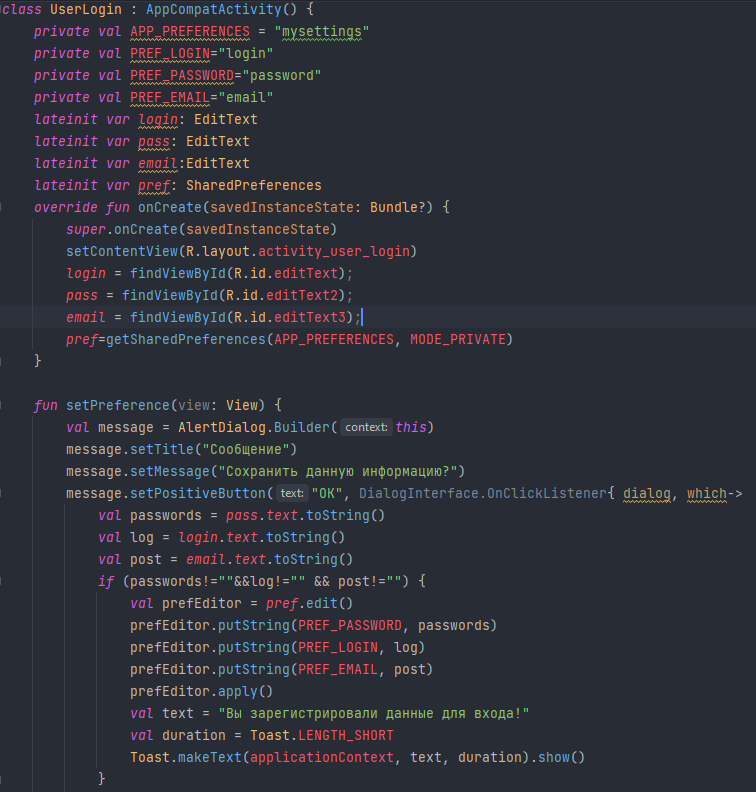 class UserLogin : AppCompatActivity() {
    private val APP_PREFERENCES = "mysettings"
    private val PREF_LOGIN="login"
    private val PREF_PASSWORD="password"
    private val PREF_EMAIL="email"
    lateinit var login: EditText
    lateinit var pass: EditText
    lateinit var email:EditText
    lateinit var pref: SharedPreferences
    override fun onCreate(savedInstanceState: Bundle?) {
        super.onCreate(savedInstanceState)
        setContentView(R.layout.activity_user_login)
        login = findViewById(R.id.editText);
        pass = findViewById(R.id.editText2);
        email = findViewById(R.id.editText3);
        pref=getSharedPreferences(APP_PREFERENCES, MODE_PRIVATE)
    }
    fun setPreference(view: View) {
        val message = AlertDialog.Builder( context: this)
        message.setTitle("Сообщение")
        message.setMessage("Сохранить данную информацию?")
        message.setPositiveButton( text: "OK", DialogInterface.OnClickListener{ dialog, which->
            val passwords = pass.text.toString()
            val log = login.text.toString()
            val post = email.text.toString()
            if (passwords!=""&&log!="" && post!="") {
                val prefEditor = pref.edit()
                prefEditor.putString(PREF_PASSWORD, passwords)
                prefEditor.putString(PREF_LOGIN, log)
                prefEditor.putString(PREF_EMAIL, post)
                prefEditor.apply()
                val text = "Вы зарегистрировали данные для входа!"
                val duration = Toast.LENGTH_SHORT
                Toast.makeText(applicationContext, text, duration).show()
            }